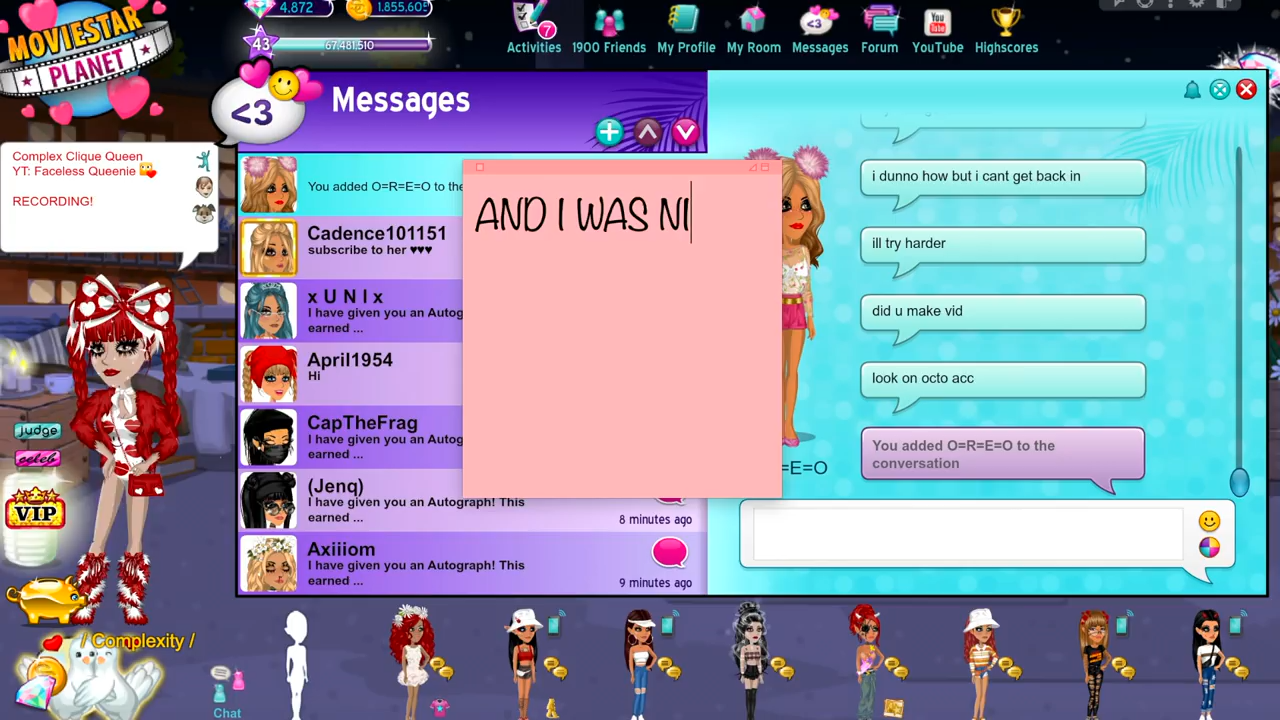 MOVIESTAR
PLANET
4.872
1.855.605
43
67.481.510
7
Activities
1900 Friends
My Profile
My Room
Messages
Forum
You
Tube
YouTube
Highscores
<3
Messages
Complex Clique Queen
YT: Faceless Queenie
RECORDING!
You added O=R=E=O to the
Cadence101151
subscribe to her ♥♥♥
x U N I x
I have given you an Autog
earned ...
April1954
Hi
CapTheFrag
I have given you an Autog
earned ...
(Jenq)
I have given you an Autograph! This
earned ...
8 minutes ago
Axiiiom
I have given you an Autograph! This
earned ...
9 minutes ago
AND I WAS NI
i dunno how but i cant get back in
ill try harder
did u make vid
look on octo acc
You added O=R=E=O to the
conversation
=E=O
judge
celeb
VIP
/ Complexity /
Chat